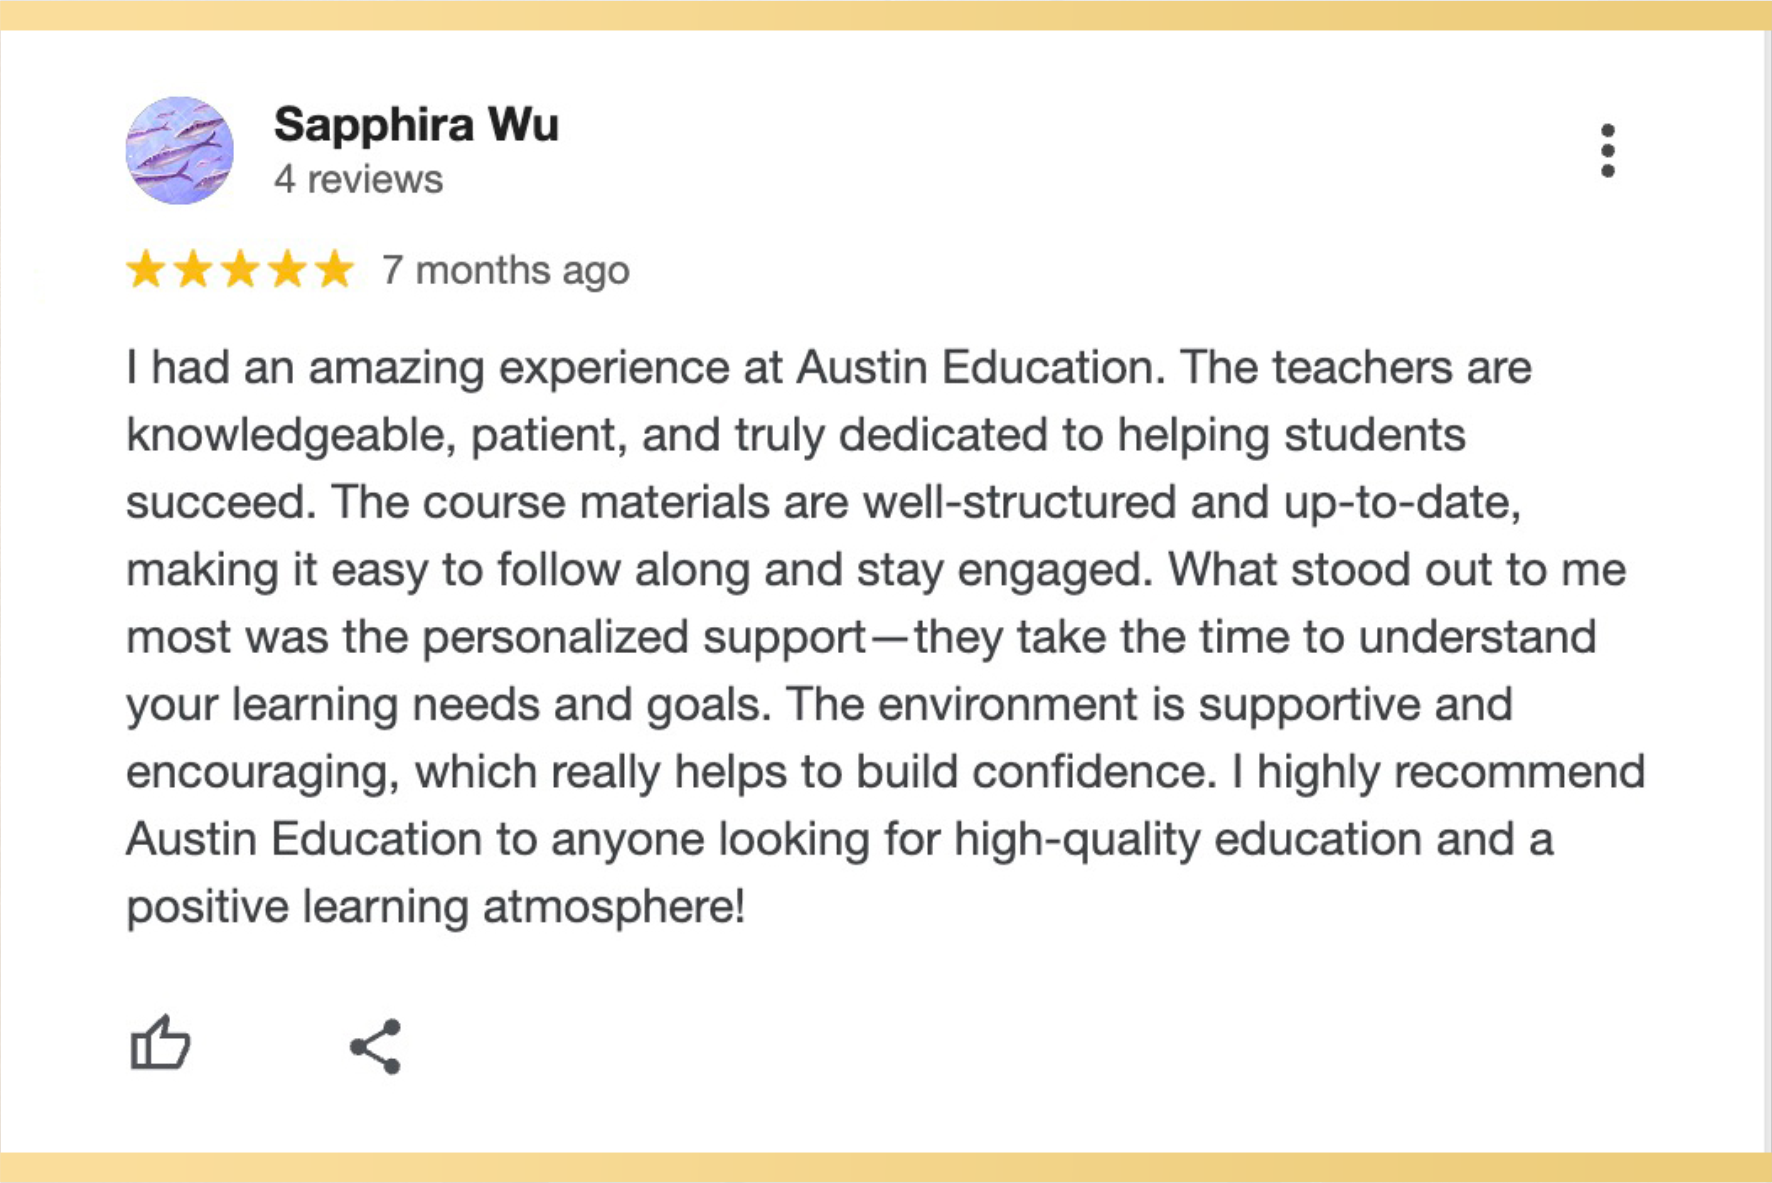 Sapphira Wu
4 reviews
7 months ago
I had an amazing experience at Austin Education. The teachers are
knowledgeable, patient, and truly dedicated to helping students
succeed. The course materials are well-structured and up-to-date,
making it easy to follow along and stay engaged. What stood out to me
most was the personalized support—they take the time to understand
your learning needs and goals. The environment is supportive and
encouraging, which really helps to build confidence. I highly recommend
Austin Education to anyone looking for high-quality education and a
positive learning atmosphere!